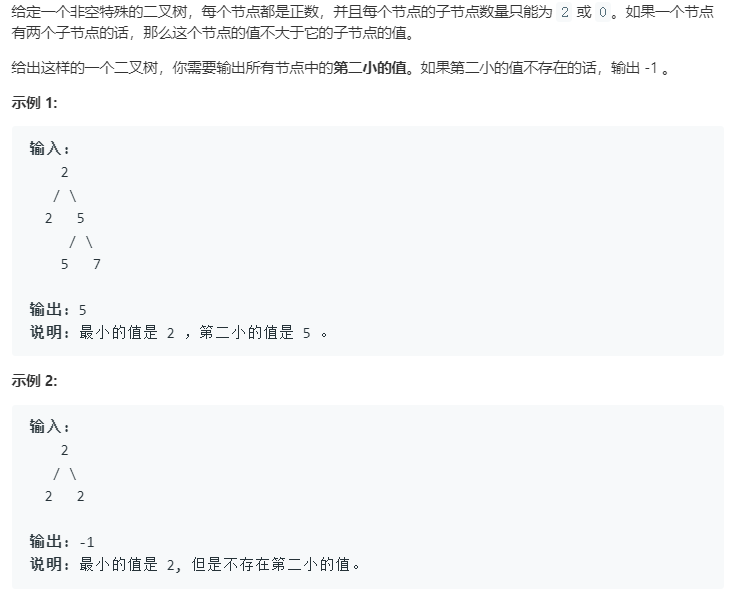 给定一个非空特殊的二叉树，每个节点都是正数，并且每个节点的子节点数量只能为 2 或 0。如果一个节点
有两个子节点的话，那么这个节点的值不大于它的子节点的值。
给出这样的一个二叉树，你需要输出所有节点中的第二小的值。如果第二小的值不存在的话，输出 -1 。
示例 1:
输入:
2
/ \
2 5
/ \
5 7
输出: 5
说明: 最小的值是 2 ，第二小的值是 5 。
示例 2:
输入:
2
/ \
2 2
输出: -1
说明: 最小的值是 2, 但是不存在第二小的值。